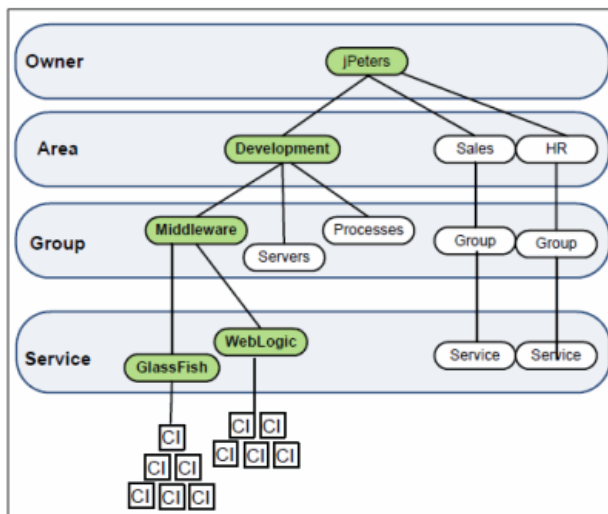 Owner
jPeters
Area
Development
Sales
HR
Group
Middleware
Servers
Processes
Group
Group
Service
GlassFish
WebLogic
Service
Service
CI
CI CI
CI CI CI
CI CI
CI CI CI